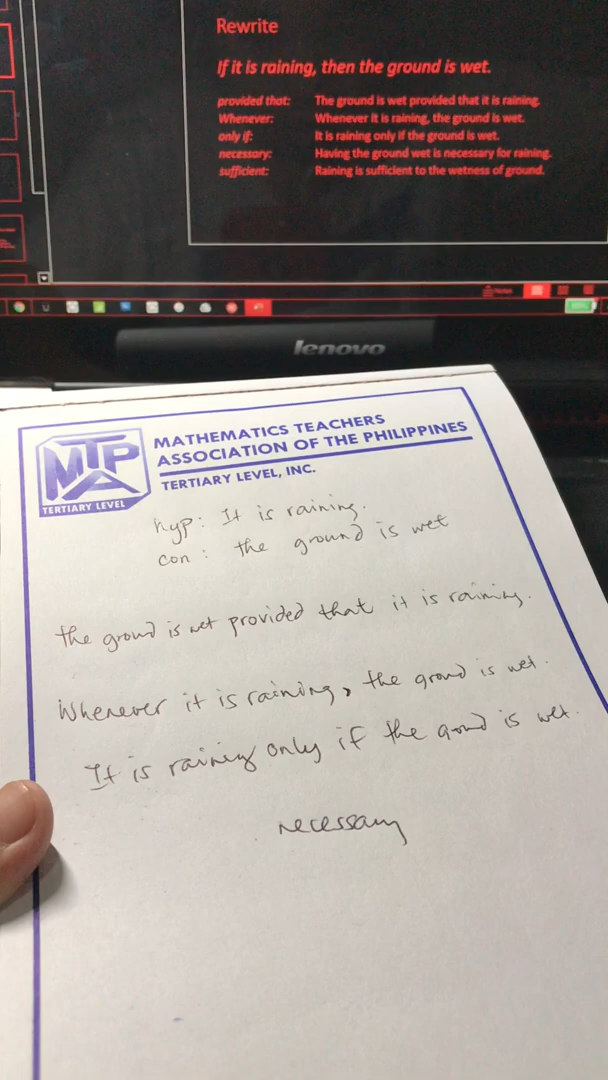 Rewrite
If it is raining, then the ground is wet.
provided that: The ground is wet provided that it is raining.
Whenever: Whenever it is raining, the ground is wet.
only if: It is raining only if the ground is wet.
necessary: Having the ground wet is necessary for raining.
sufficient: Raining is sufficient to the wetness of ground.
lenovo
MTPA
TERTIARY LEVEL
MATHEMATICS TEACHERS
ASSOCIATION OF THE PHILIPPINES
TERTIARY LEVEL, INC.
hyp: It is raining.
con: the ground is wet
the ground is wet provided that it is raining.
Whenever it is raining, the ground is wet.
It is raining only if the ground is wet.
necessary